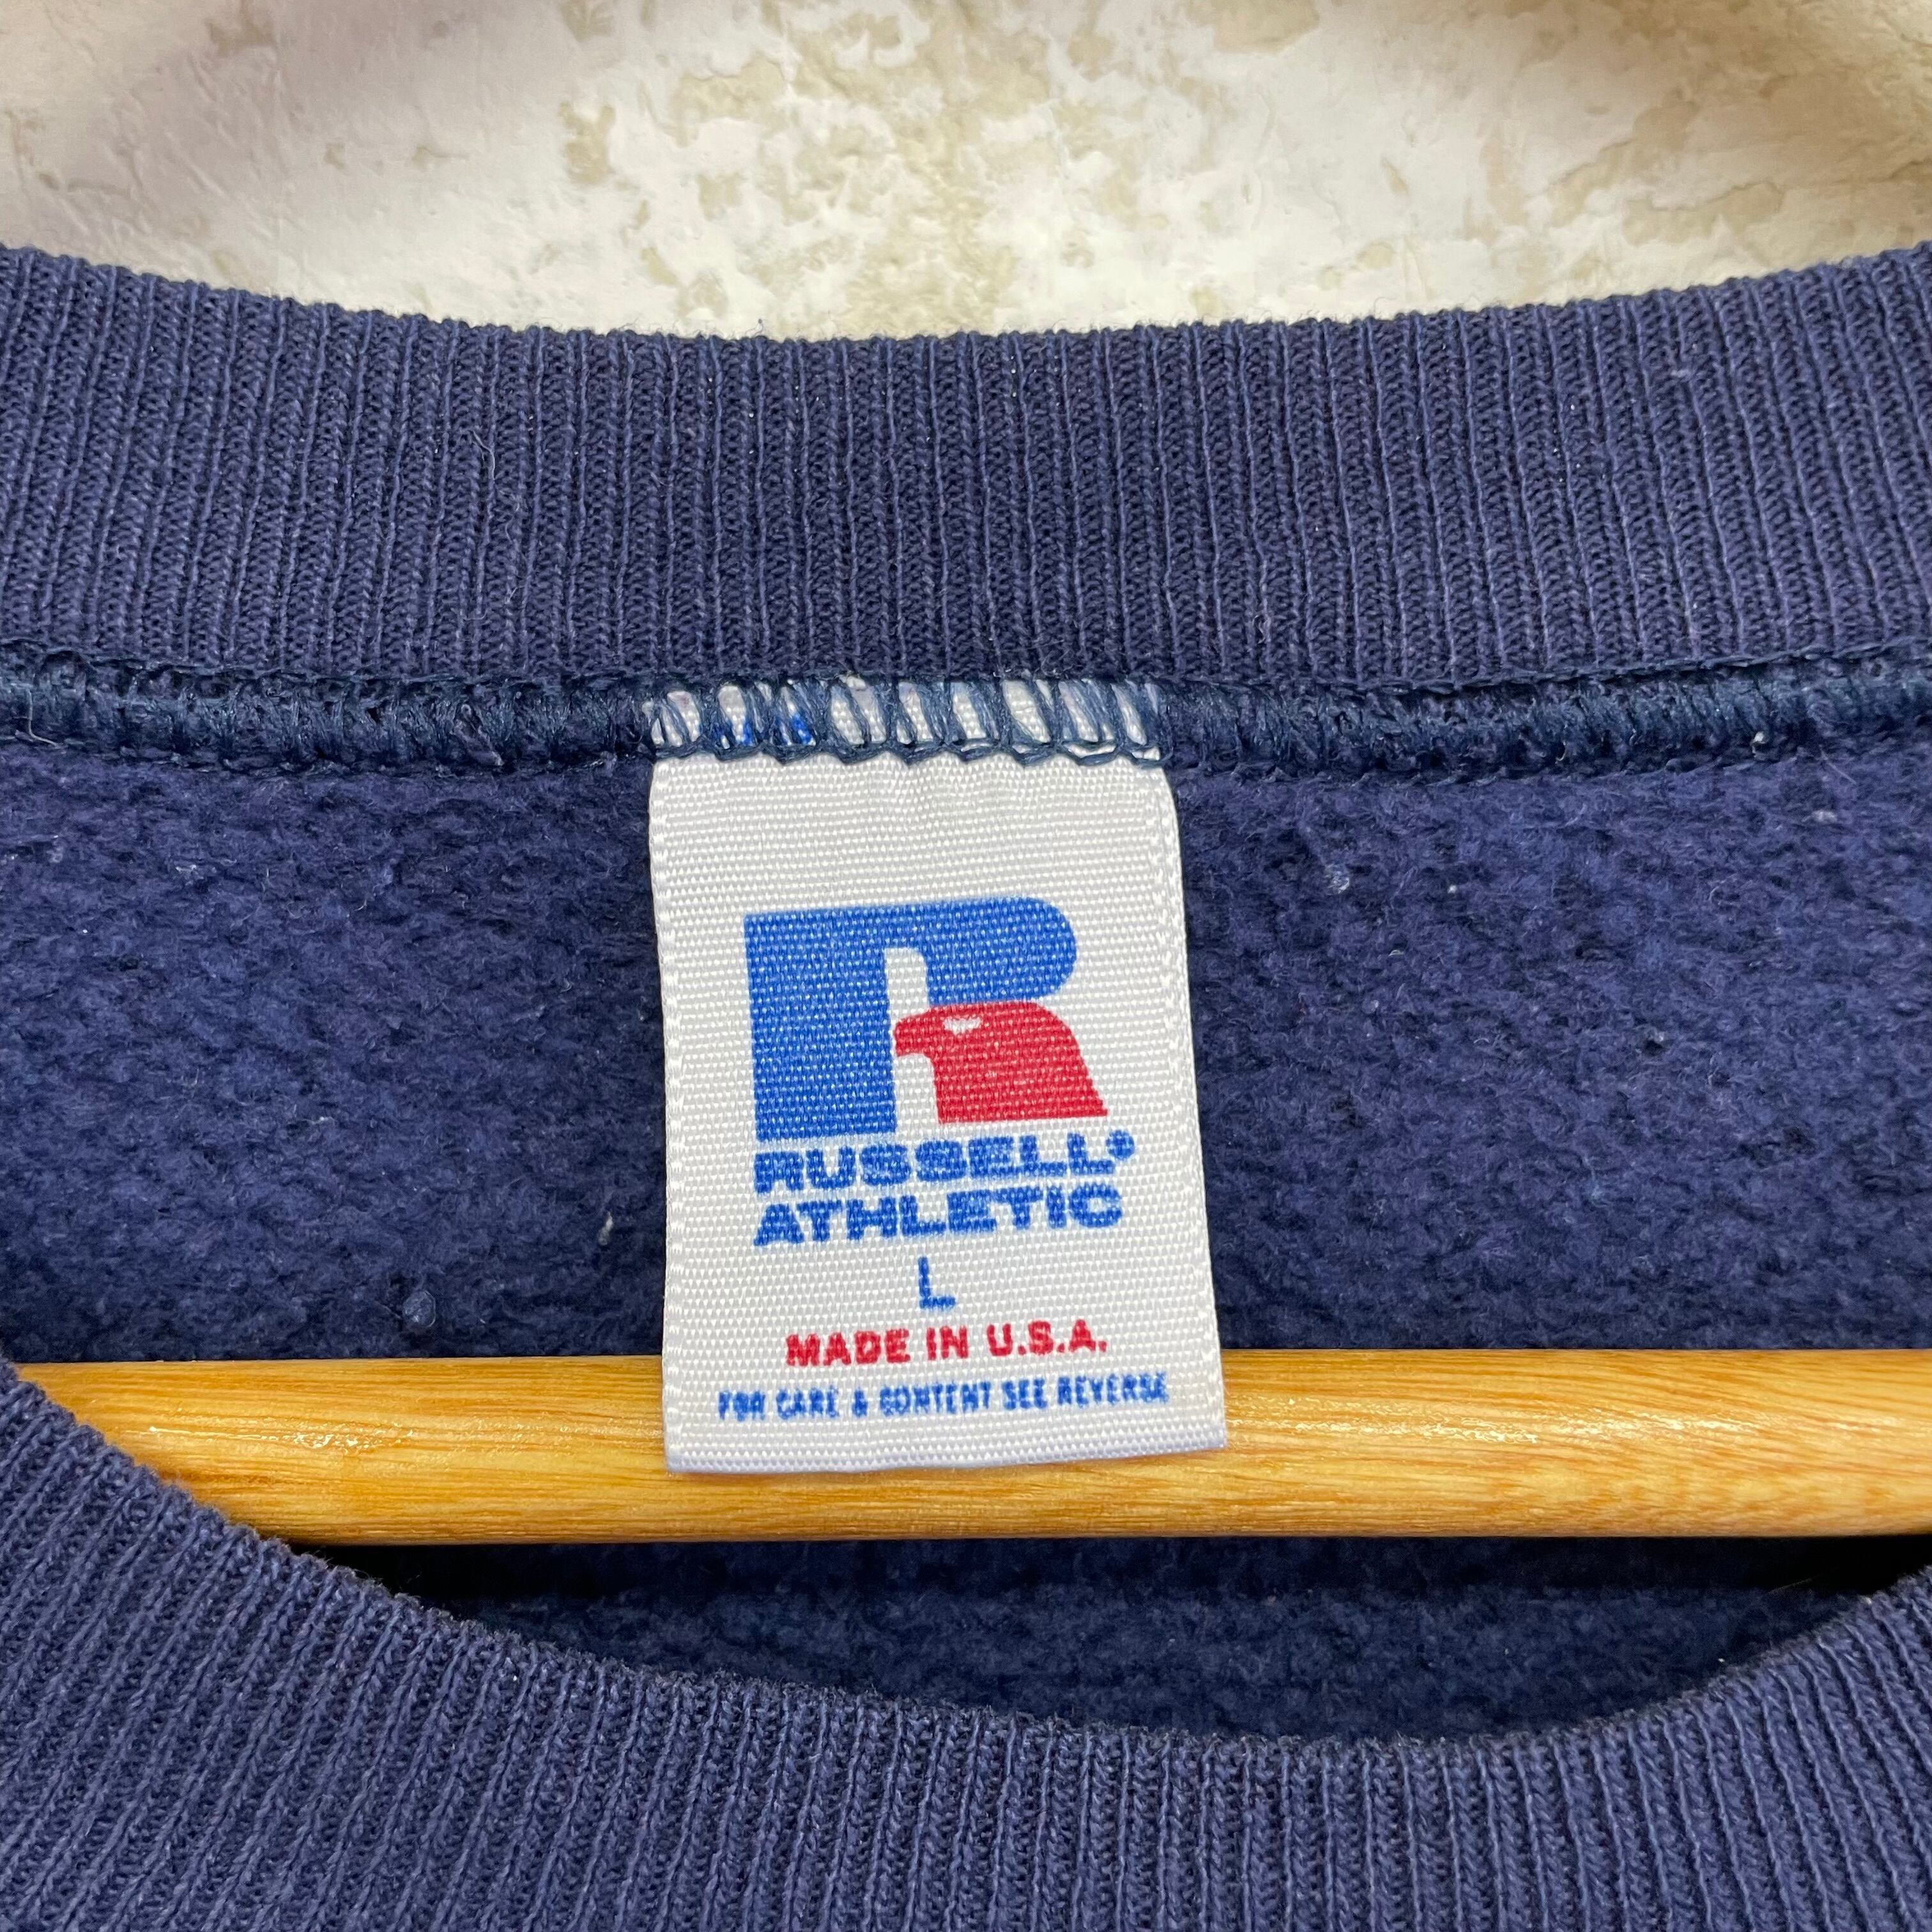 R
RUSSELL®
ATHLETIC
L
MADE IN U.S.A.
FOR CARE & CONTENT SEE REVERSE